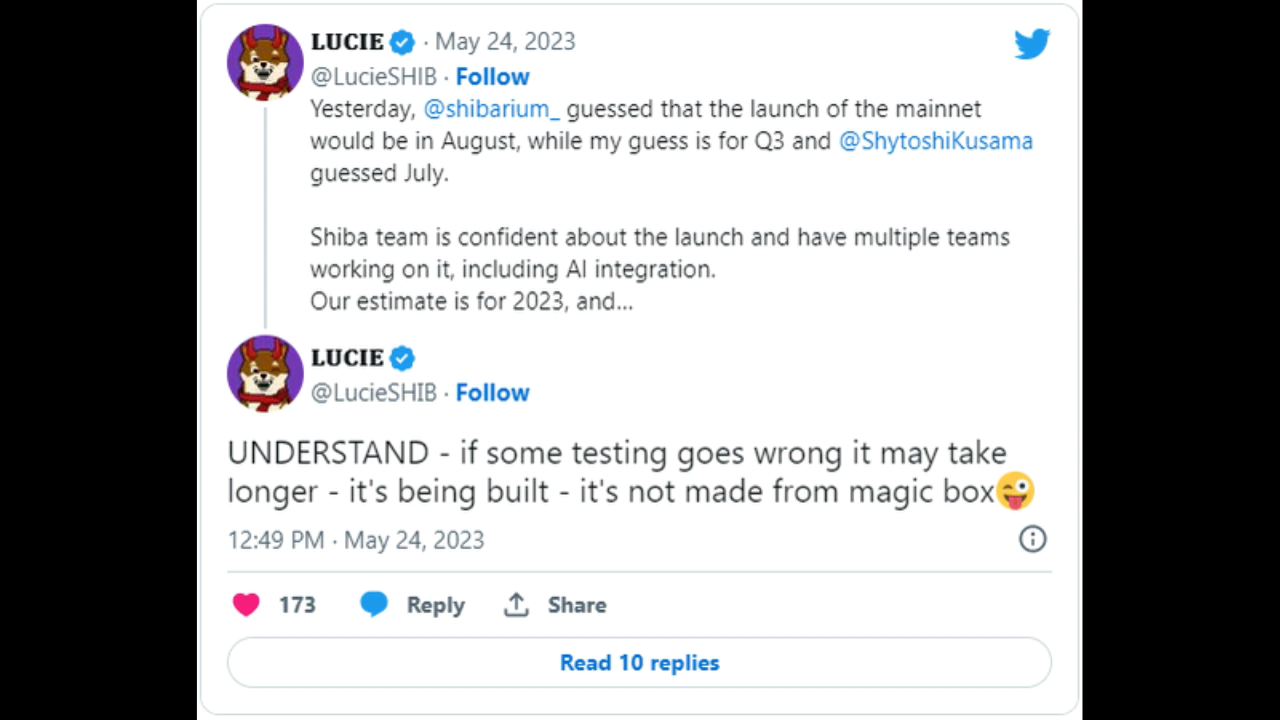 LUCIE · May 24, 2023
@LucieSHIB · Follow
Yesterday, @shibarium_ guessed that the launch of the mainnet
would be in August, while my guess is for Q3 and @ShytoshiKusama
guessed July.
Shiba team is confident about the launch and have multiple teams
working on it, including AI integration.
Our estimate is for 2023, and...
LUCIE
@LucieSHIB · Follow
UNDERSTAND - if some testing goes wrong it may take
longer - it's being built - it's not made from magic box😜
12:49 PM · May 24, 2023
173 Reply Share
Read 10 replies